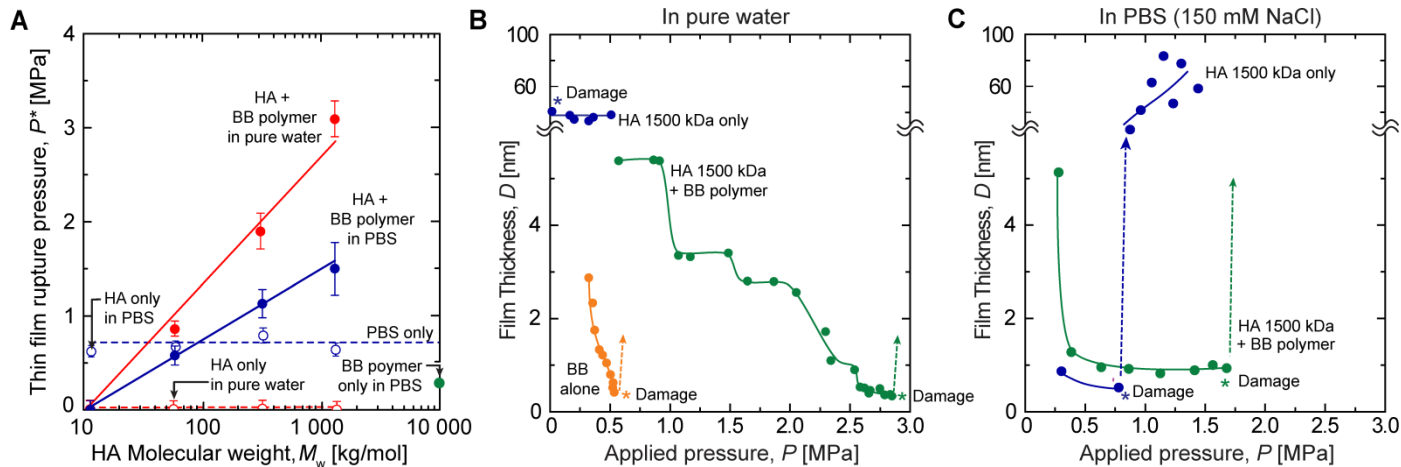 A
Thin film rupture pressure, P* [MPa]
4
3
2
1
0
HA +
BB polymer
in pure water
HA +
BB polymer
in PBS
HA only
in PBS
PBS only
HA only
in pure water
BB poymer
only in PBS
10
100
1 000
10 000
HA Molecular weight, Mw [kg/mol]
B
In pure water
Film Thickness, D [nm]
100
60
4
2
0
* Damage
HA 1500 kDa only
HA 1500 kDa
+ BB polymer
BB
alone
* Damage
* Damage
0
0.5
1.0
1.5
2.0
2.5
3.0
Applied pressure, P [MPa]
C
In PBS (150 mM NaCl)
Film Thickness, D [nm]
100
60
4
2
0
HA 1500 kDa only
HA 1500 kDa
+ BB polymer
* Damage
* Damage
0
0.5
1.0
1.5
2.0
2.5
3.0
Applied pressure, P [MPa]